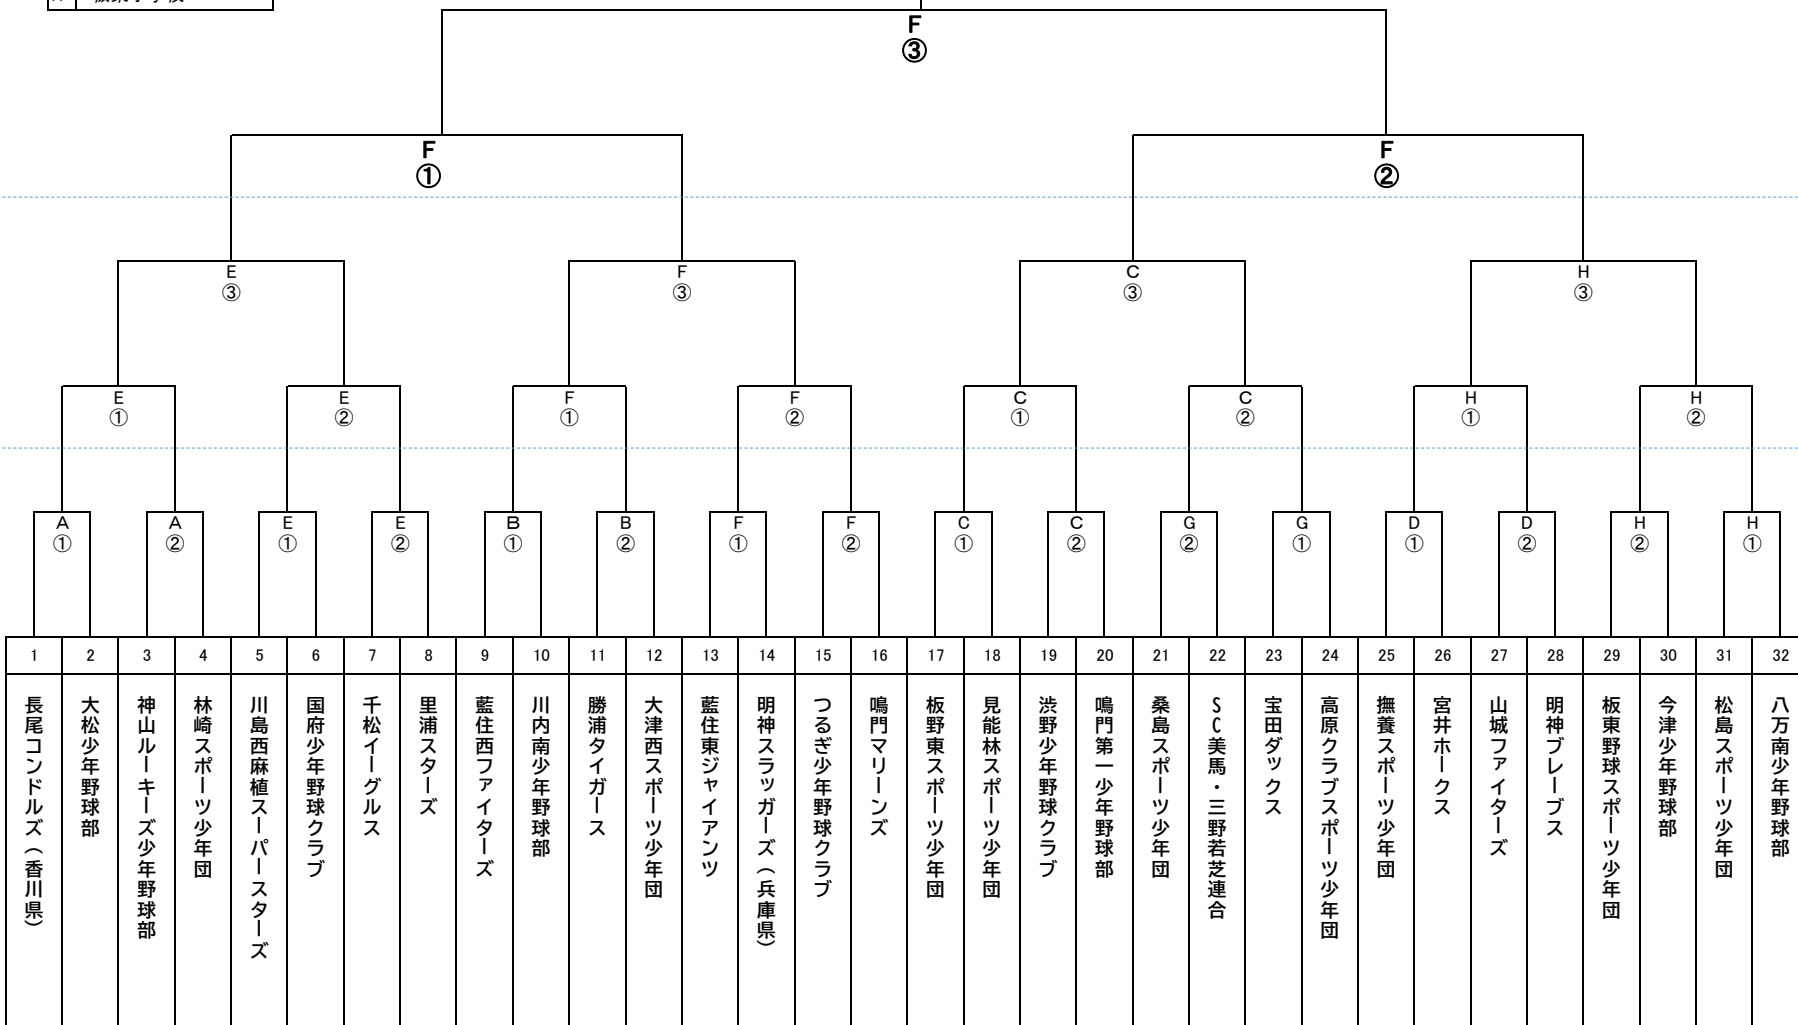 F
③
F
①
F
②
E
③
F
③
C
③
H
③
E
①
E
②
F
①
F
②
C
①
C
②
H
①
H
②
A
①
A
②
E
①
E
②
B
①
B
②
F
①
F
②
C
①
C
②
G
②
G
①
D
①
D
②
H
②
H
①
1
2
3
4
5
6
7
8
9
10
11
12
13
14
15
16
17
18
19
20
21
22
23
24
25
26
27
28
29
30
31
32
長尾コンドルズ（香川県）
大松少年野球部
神山ルーキーズ少年野球部
林崎スポーツ少年団
川島西麻植スーパースターズ
国府少年野球クラブ
千松イーグルス
里浦スターズ
藍住西ファイターズ
川内南少年野球部
勝浦タイガース
大津西スポーツ少年団
藍住東ジャイアンツ
明神スラッガーズ（兵庫県）
つるぎ少年野球クラブ
鳴門マリーンズ
板野東スポーツ少年団
見能林スポーツ少年団
渋野少年野球クラブ
鳴門第一少年野球部
桑島スポーツ少年団
SC美馬・三野若芝連合
宝田ダックス
高原クラブスポーツ少年団
撫養スポーツ少年団
宮井ホークス
山城ファイターズ
明神ブレーブス
板東野球スポーツ少年団
今津少年野球部
松島スポーツ少年団
八万南少年野球部